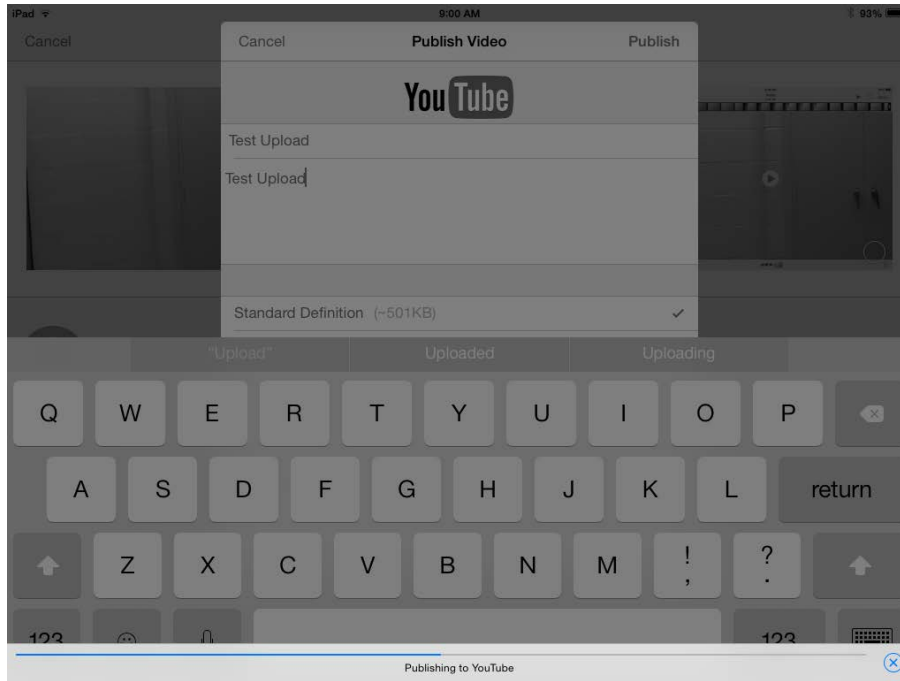 iPad 9:00 AM 93%
Cancel
Cancel Publish Video Publish
YouTube
Test Upload
Test Upload
Standard Definition (~501KB)
"Upload" Uploaded Uploading
Q W E R T Y U I O P
A S D F G H J K L return
Z X C V B N M ! , ? .
123 123
Publishing to YouTube